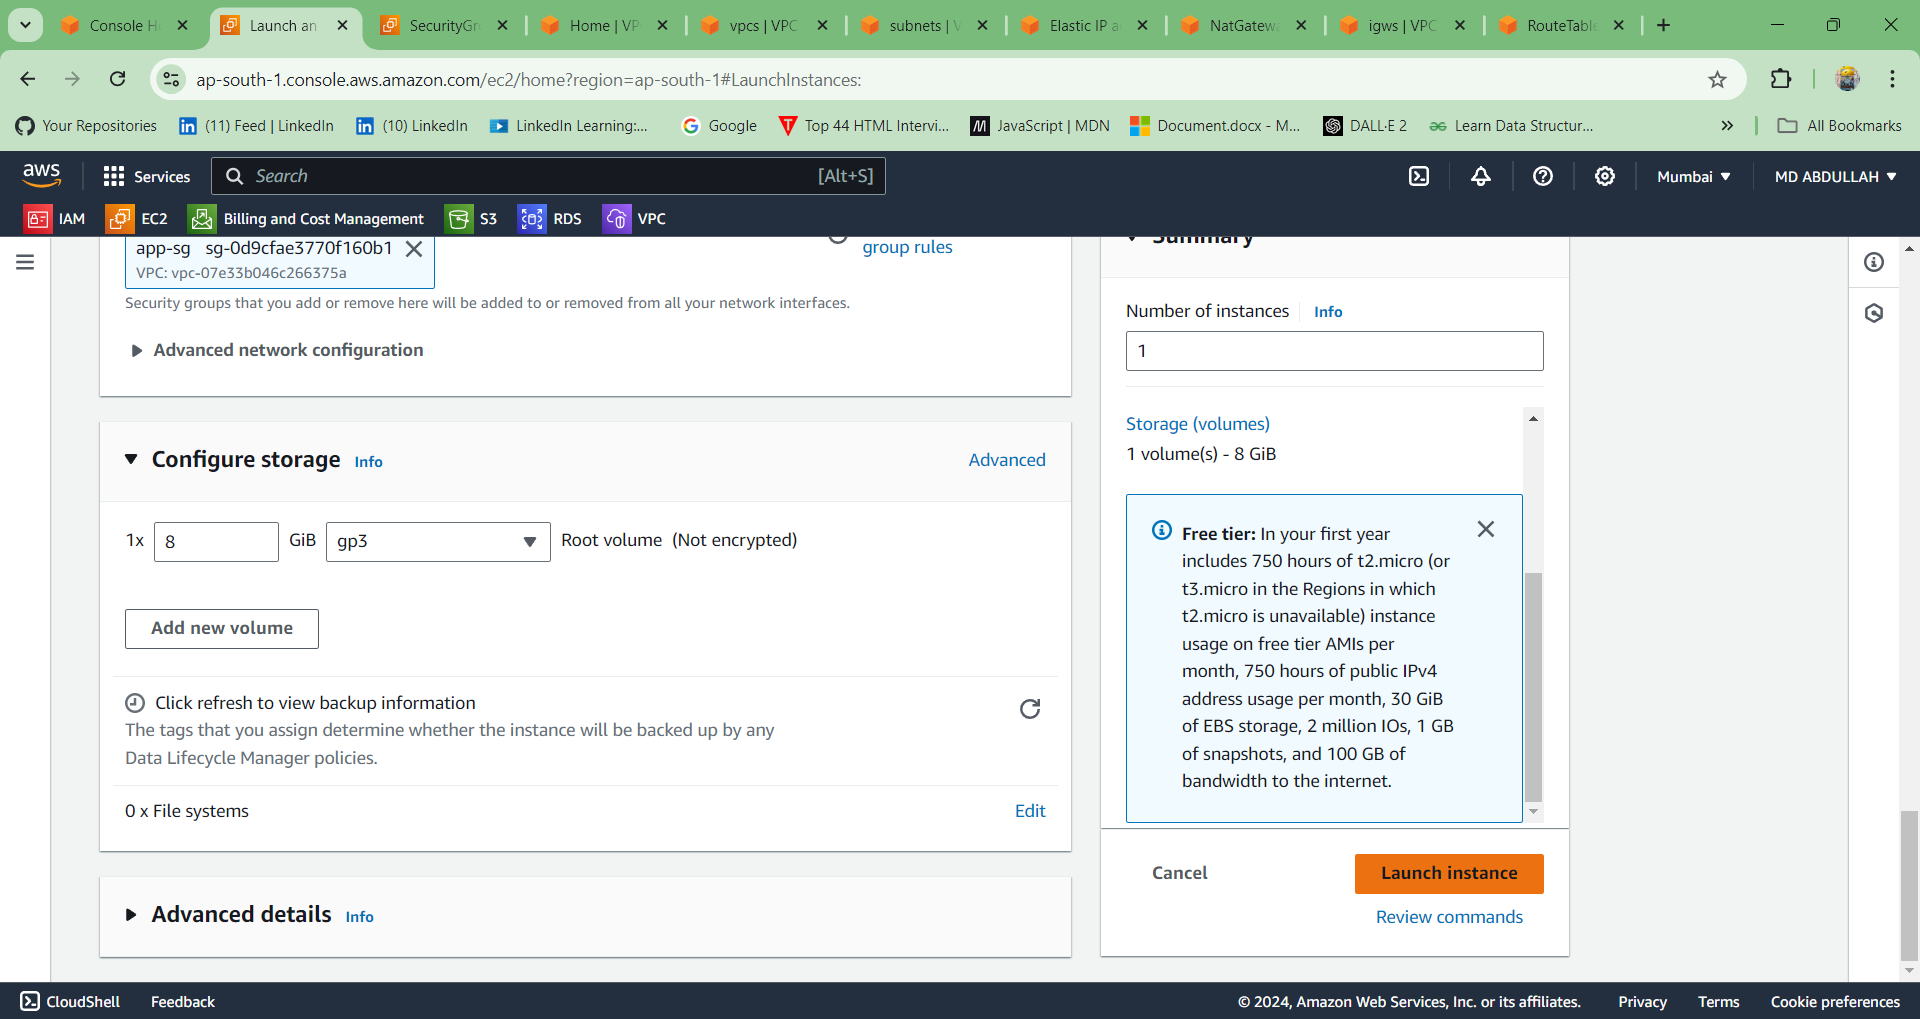 Console H
Launch an
SecurityGr
Home | VP
vpcs | VPC
subnets | V
Elastic IP a
NatGatewa
igws | VPC
RouteTable
ap-south-1.console.aws.amazon.com/ec2/home?region=ap-south-1#LaunchInstances:
Your Repositories
(11) Feed | LinkedIn
(10) LinkedIn
LinkedIn Learning:...
Google
Top 44 HTML Intervi...
JavaScript | MDN
Document.docx - M...
DALL·E 2
Learn Data Structur...
All Bookmarks
aws
Services
Search
[Alt+S]
Mumbai
MD ABDULLAH
IAM
EC2
Billing and Cost Management
S3
RDS
VPC
app-sg sg-0d9cfae3770f160b1
VPC: vpc-07e33b046c266375a
group rules
Security groups that you add or remove here will be added to or removed from all your network interfaces.
Advanced network configuration
Configure storage Info
Advanced
1x 8 GiB gp3 Root volume (Not encrypted)
Add new volume
Click refresh to view backup information
The tags that you assign determine whether the instance will be backed up by any
Data Lifecycle Manager policies.
0 x File systems
Edit
Advanced details Info
Summary
Number of instances Info
1
Storage (volumes)
1 volume(s) - 8 GiB
Free tier: In your first year
includes 750 hours of t2.micro (or
t3.micro in the Regions in which
t2.micro is unavailable) instance
usage on free tier AMIs per
month, 750 hours of public IPv4
address usage per month, 30 GiB
of EBS storage, 2 million IOs, 1 GB
of snapshots, and 100 GB of
bandwidth to the internet.
Cancel
Launch instance
Review commands
CloudShell
Feedback
© 2024, Amazon Web Services, Inc. or its affiliates.
Privacy
Terms
Cookie preferences